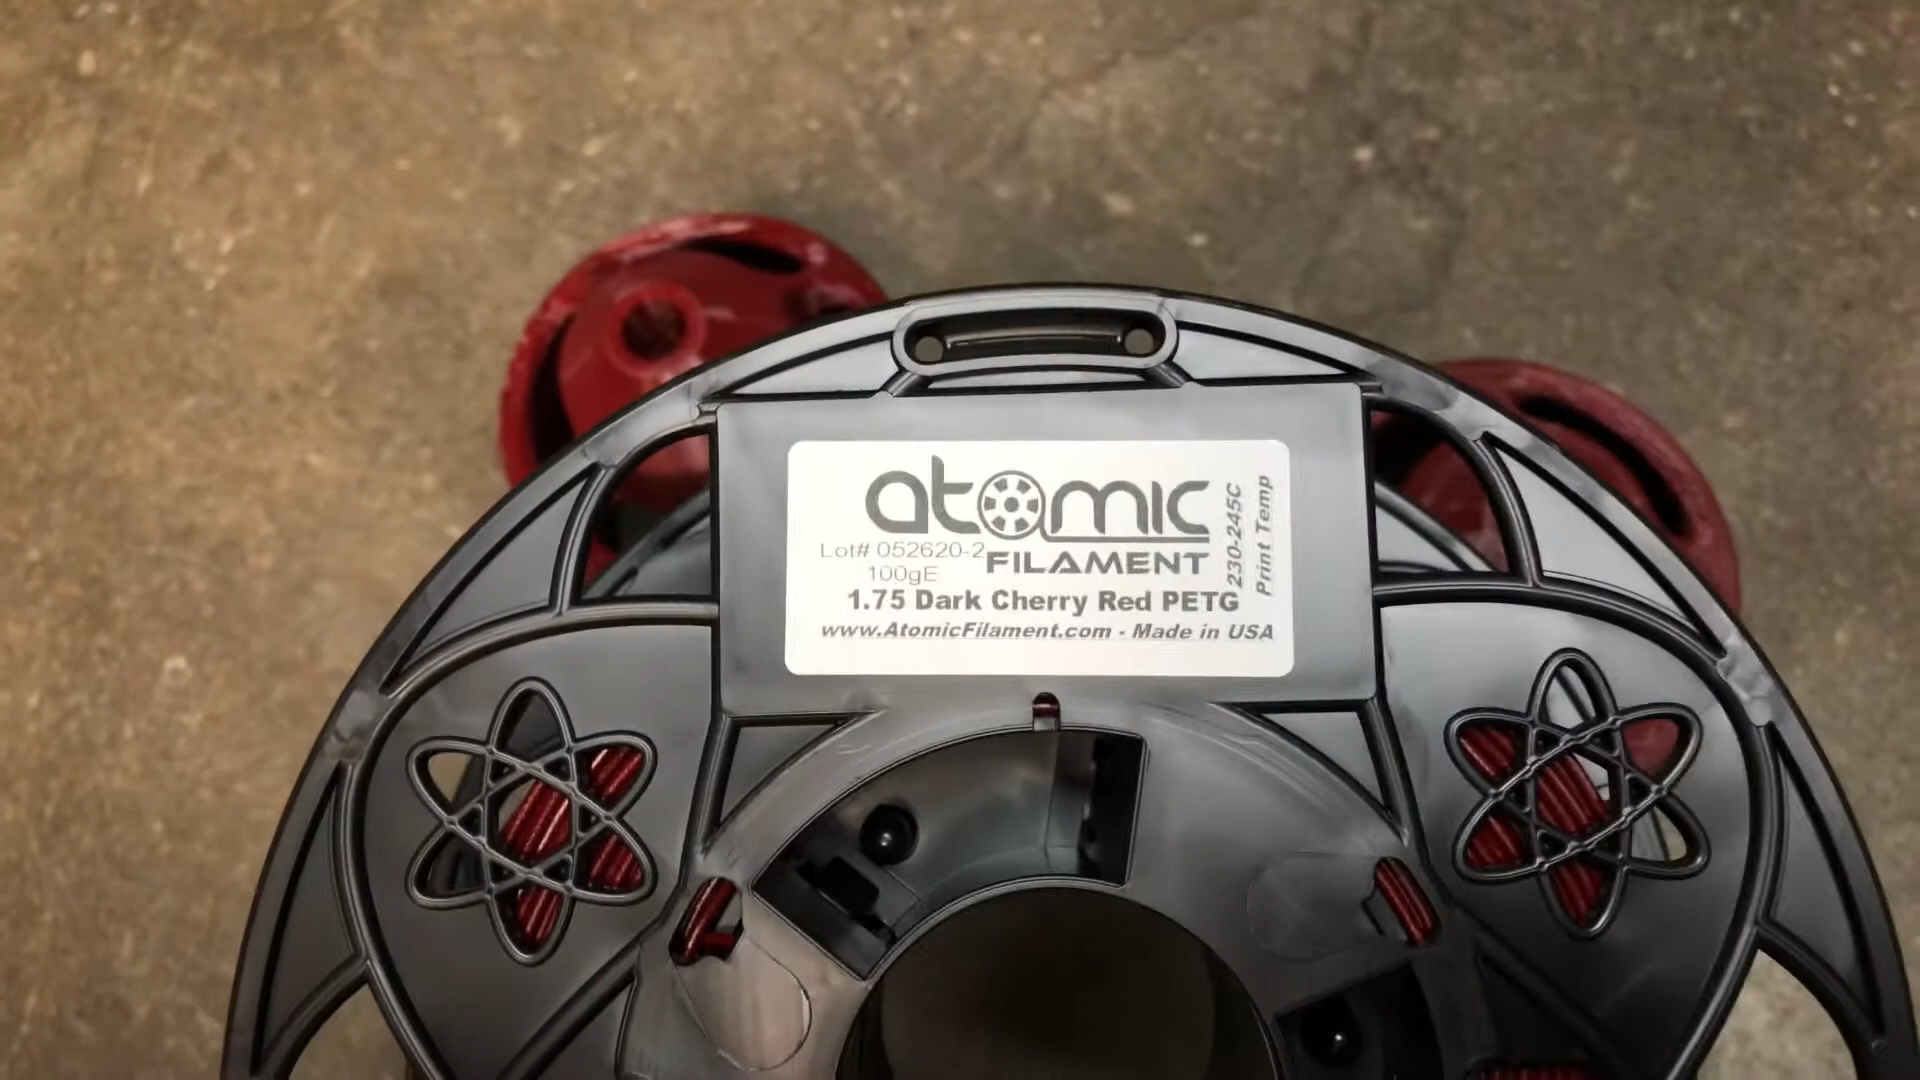 atomic
FILAMENT
Lot# 052620-2
100gE
1.75 Dark Cherry Red PETG
www.AtomicFilament.com - Made in USA
230-245C
Print Temp